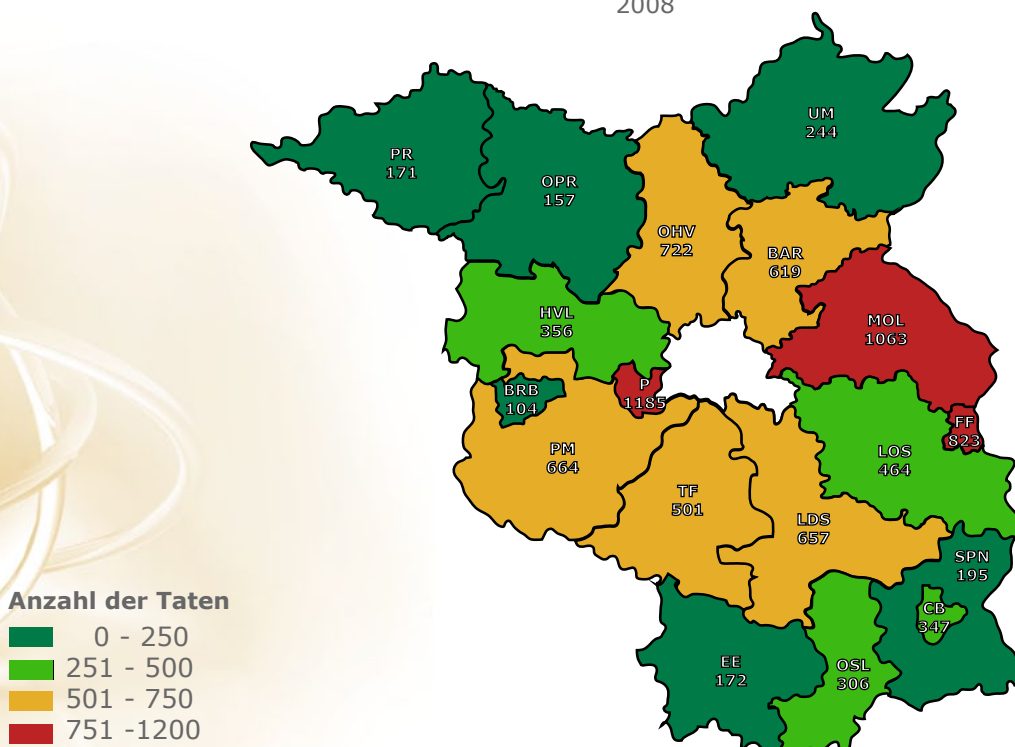 2008
UM
244
PR
171
OPR
157
OHV
722
BAR
619
HVL
356
MOL
1063
P
1185
BRB
104
FF
823
PM
664
LOS
464
TF
501
LDS
657
SPN
195
CB
347
EE
172
OSL
306
Anzahl der Taten
0 - 250
251 - 500
501 - 750
751 -1200